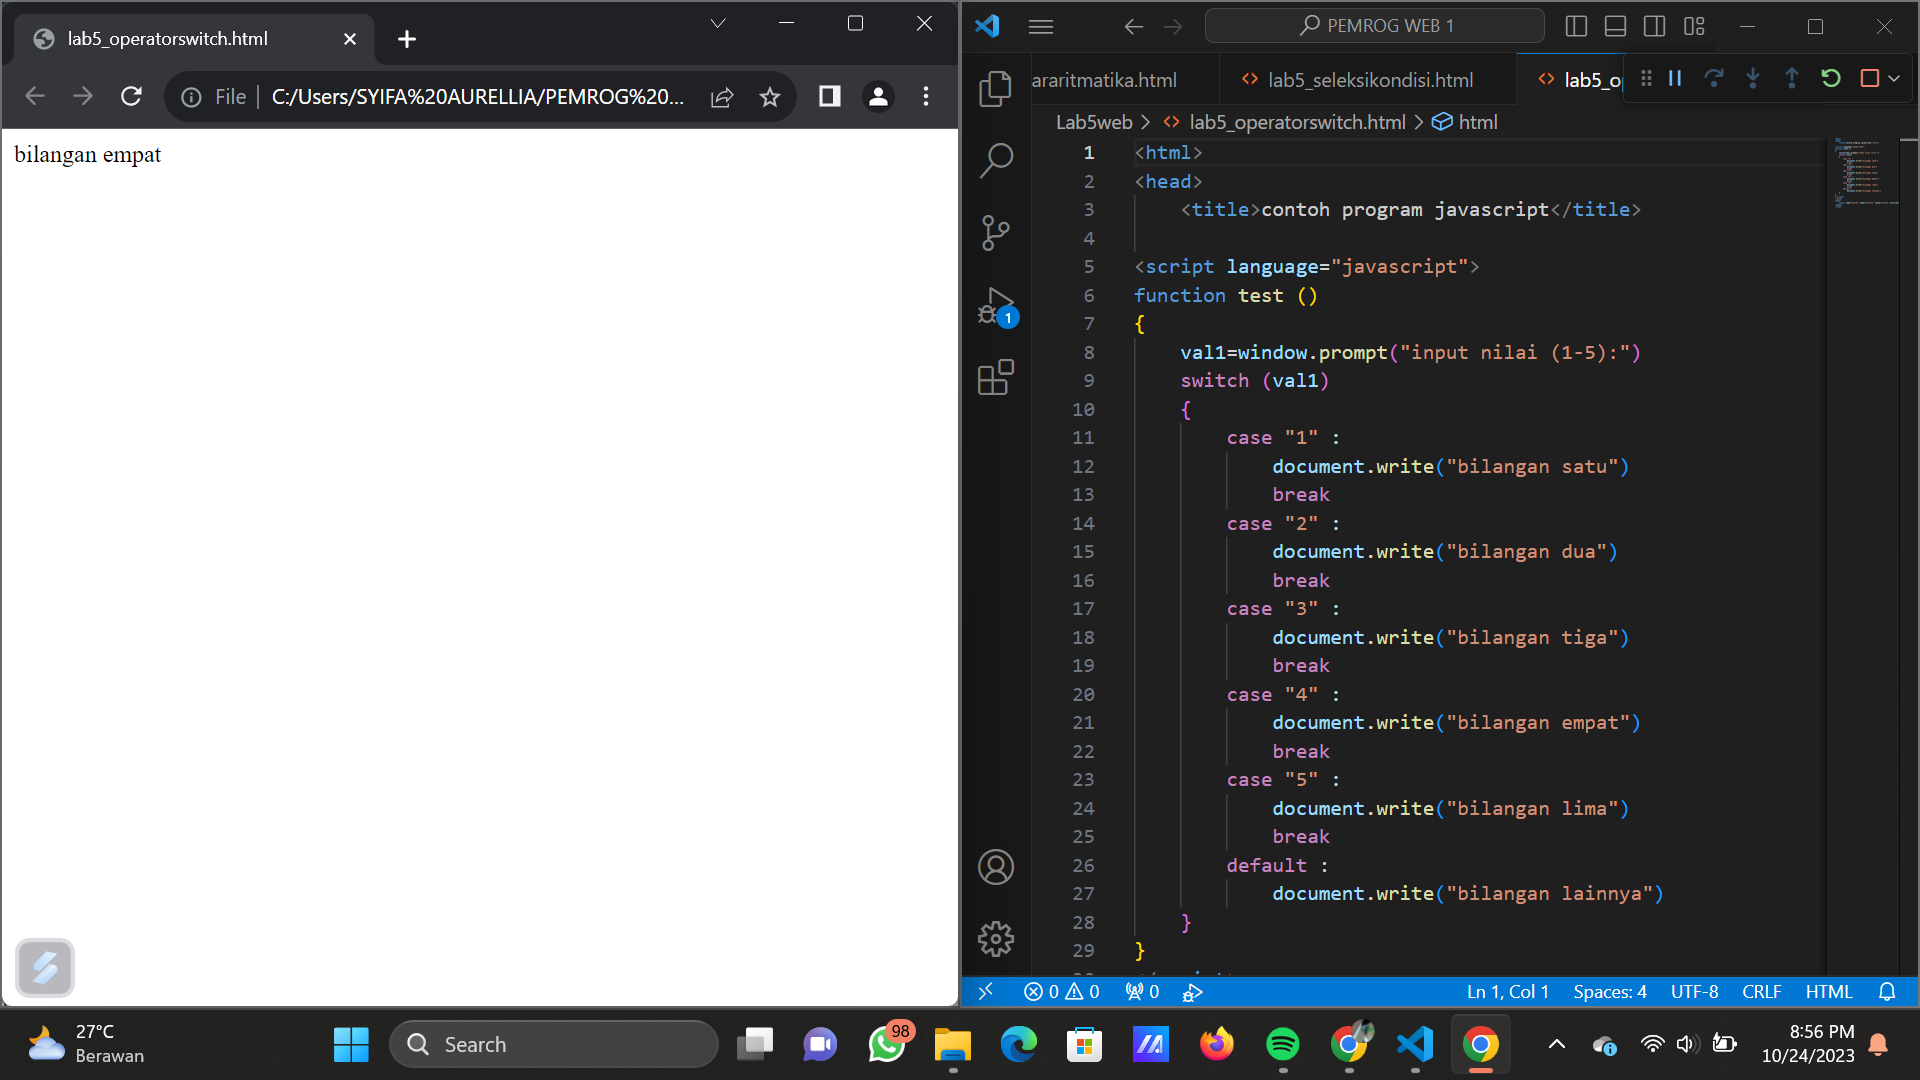 lab5_operatorswitch.html
File
C:/Users/SYIFA%20AURELLIA/PEMROG%20...
bilangan empat
PEMROG WEB 1
araritmatika.html
lab5_seleksikondisi.html
lab5_o
Lab5web > lab5_operatorswitch.html > html
1 <html>
2 <head>
3 <title>contoh program javascript</title>
4
5 <script language="javascript">
6 function test ()
7 {
8 val1=window.prompt("input nilai (1-5):")
9 switch (val1)
10 {
11 case "1" :
12 document.write("bilangan satu")
13 break
14 case "2" :
15 document.write("bilangan dua")
16 break
17 case "3" :
18 document.write("bilangan tiga")
19 break
20 case "4" :
21 document.write("bilangan empat")
22 break
23 case "5" :
24 document.write("bilangan lima")
25 break
26 default :
27 document.write("bilangan lainnya")
28 }
29 }
1
0 0 0
Ln 1, Col 1 Spaces: 4 UTF-8 CRLF HTML
27°C
Berawan
Search
98
8:56 PM
10/24/2023